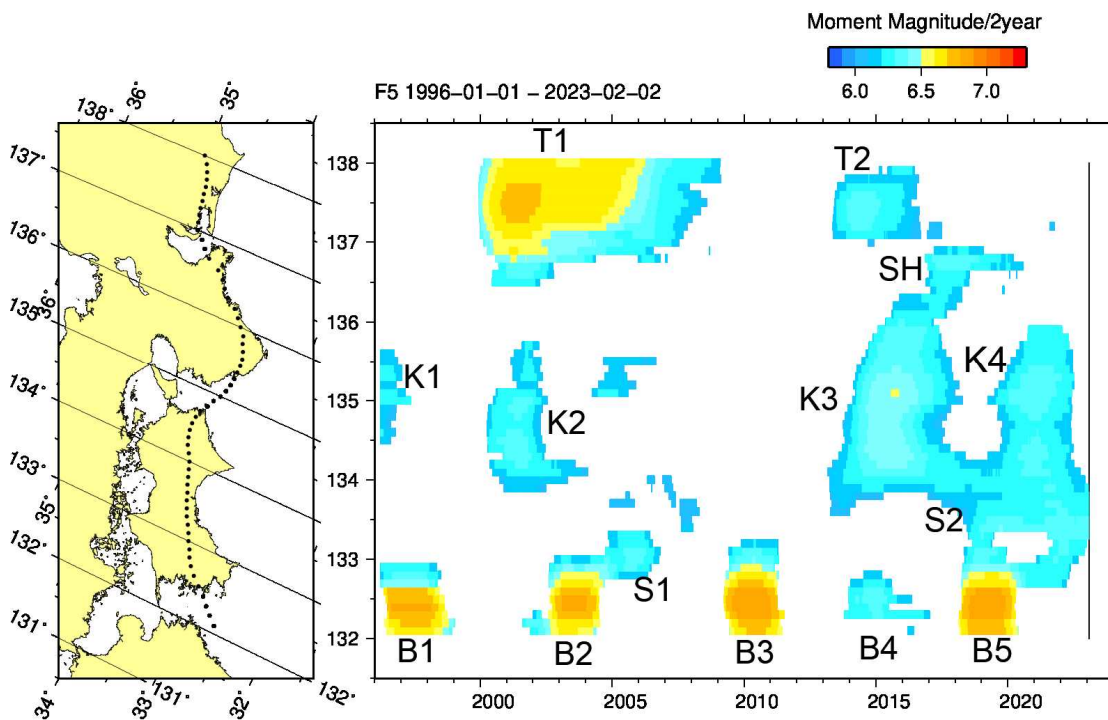 Moment Magnitude/2year
6.0 6.5 7.0
F5 1996-01-01 - 2023-02-02
36° 35°
138°
137°
136°
36°
135°
134°
133°
35°
132°
131°
34° 33° 131° 32° 132°
138
137
136
135
134
133
132
T1
T2
SH
K1
K2
K3
K4
S2
S1
B1 B2 B3 B4 B5
2000 2005 2010 2015 2020